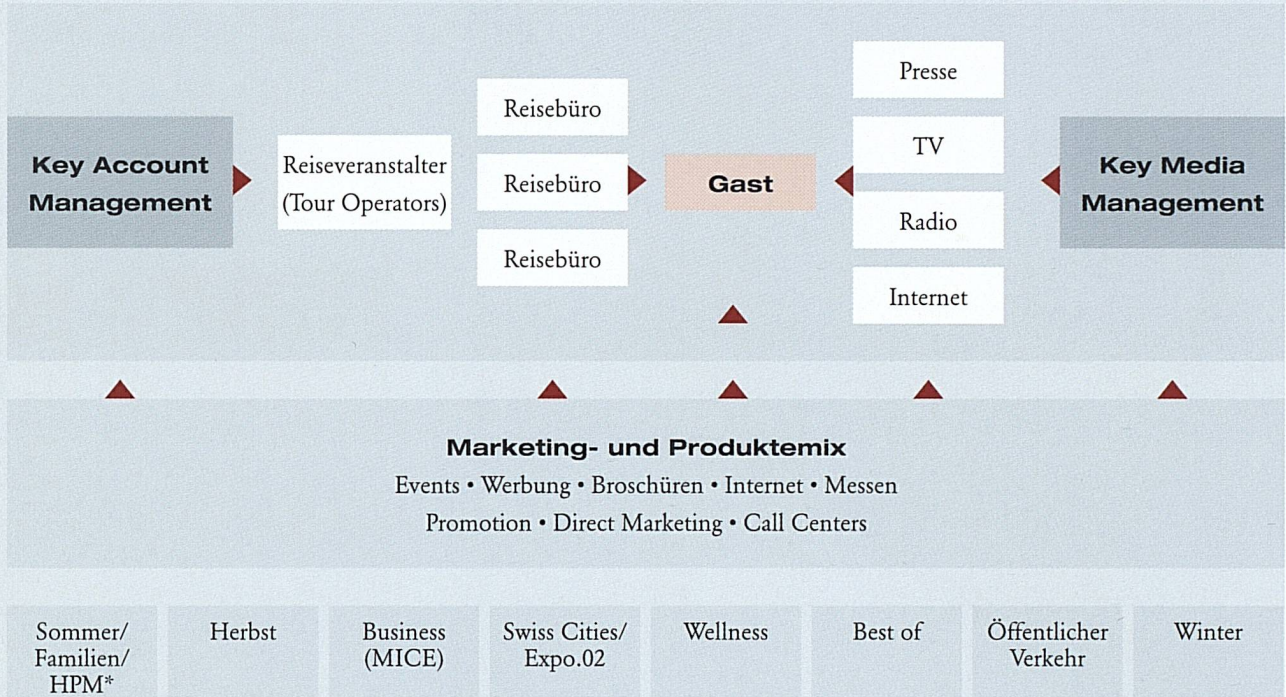 Key Account
Management
Reiseveranstalter
(Tour Operators)
Reisebüro
Reisebüro
Reisebüro
Gast
Presse
TV
Radio
Internet
Key Media
Management
Marketing- und Produktemix
Events • Werbung • Broschüren • Internet • Messen
Promotion • Direct Marketing • Call Centers
Sommer/
Familien/
HPM*
Herbst
Business
(MICE)
Swiss Cities/
Expo.02
Wellness
Best of
Öffentlicher
Verkehr
Winter